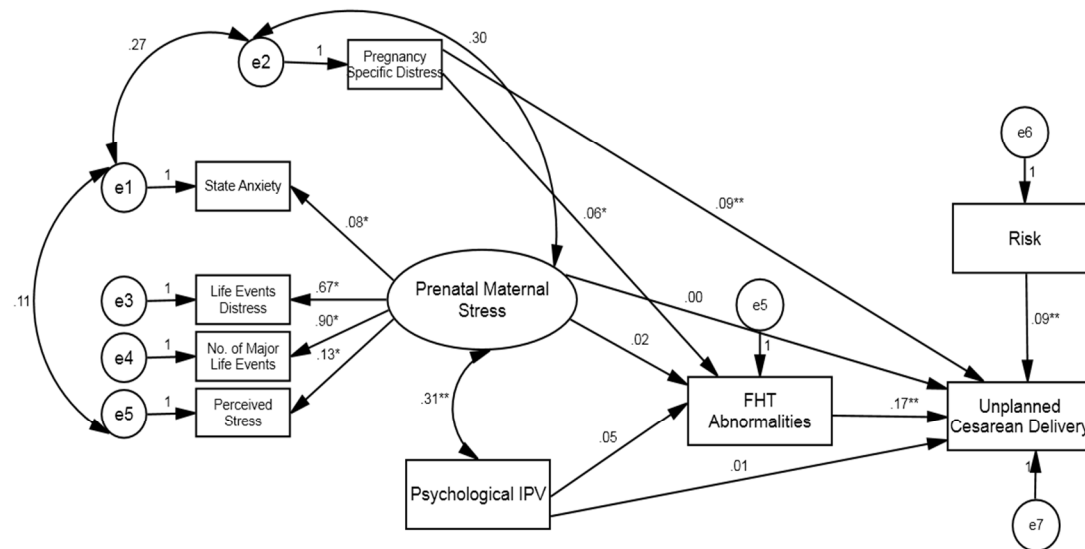 .27
.30
e2
1
Pregnancy
Specific Distress
e6
1
e1
1
State Anxiety
.09**
.06*
Risk
.08*
.11
e3
1
Life Events
Distress
.67*
Prenatal Maternal
Stress
.00
e5
.09**
e4
1
No. of Major
Life Events
.90*
.02
1
.13*
e5
1
Perceived
Stress
.31**
FHT
Abnormalities
.17**
Unplanned
Cesarean Delivery
.05
.01
Psychological IPV
1
e7